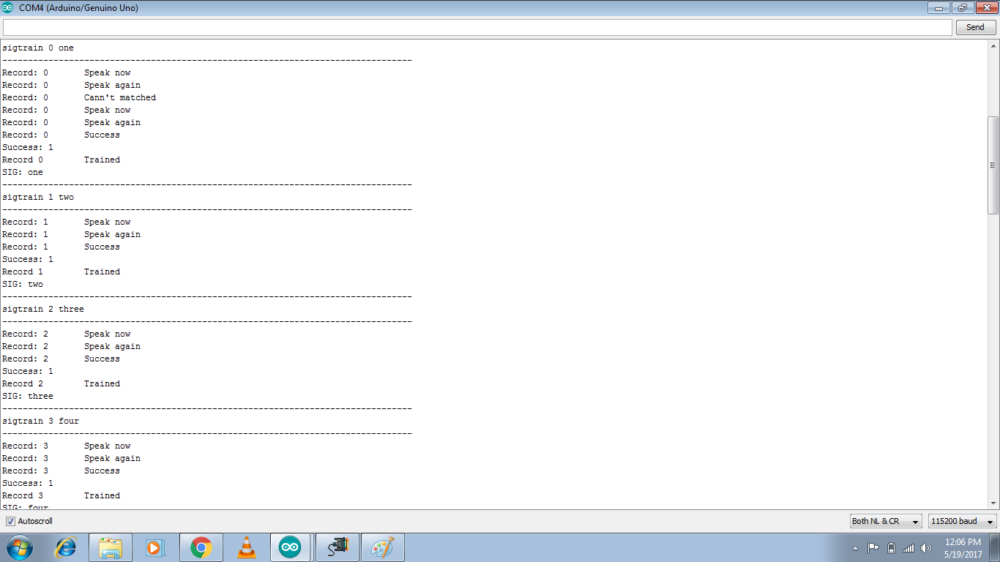 COM4 (Arduino/Genuino Uno)
Send
sigtrain 0 one
--------------------------------------------------------------------------------
Record: 0 Speak now
Record: 0 Speak again
Record: 0 Cann't matched
Record: 0 Speak now
Record: 0 Speak again
Record: 0 Success
Success: 1
Record 0 Trained
SIG: one
--------------------------------------------------------------------------------
sigtrain 1 two
--------------------------------------------------------------------------------
Record: 1 Speak now
Record: 1 Speak again
Record: 1 Success
Success: 1
Record 1 Trained
SIG: two
--------------------------------------------------------------------------------
sigtrain 2 three
--------------------------------------------------------------------------------
Record: 2 Speak now
Record: 2 Speak again
Record: 2 Success
Success: 1
Record 2 Trained
SIG: three
--------------------------------------------------------------------------------
sigtrain 3 four
--------------------------------------------------------------------------------
Record: 3 Speak now
Record: 3 Speak again
Record: 3 Success
Success: 1
Record 3 Trained
SIG: four
Autoscroll
Both NL & CR
115200 baud
12:06 PM
5/19/2017